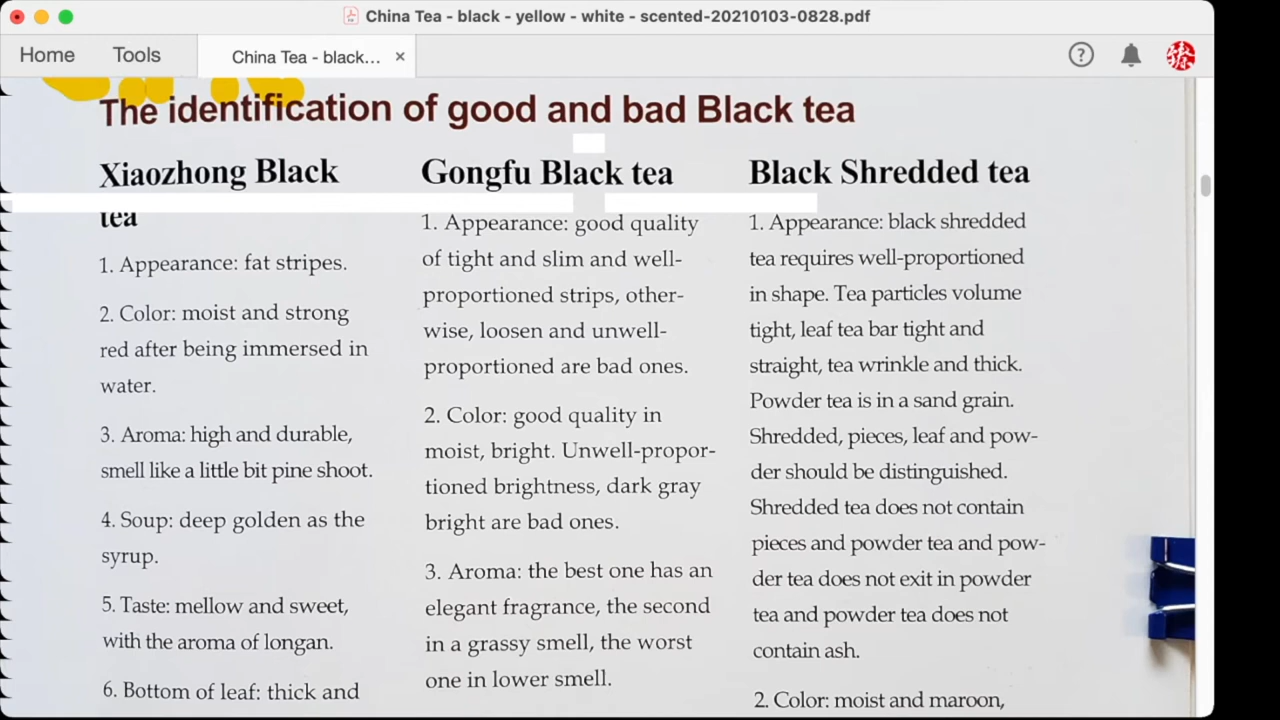 China Tea - black - yellow - white - scented-20210103-0828.pdf
Home
Tools
China Tea - black...
The identification of good and bad Black tea
Xiaozhong Black
tea
1. Appearance: fat stripes.
2. Color: moist and strong
red after being immersed in
water.
3. Aroma: high and durable,
smell like a little bit pine shoot.
4. Soup: deep golden as the
syrup.
5. Taste: mellow and sweet,
with the aroma of longan.
6. Bottom of leaf: thick and
Gongfu Black tea
1. Appearance: good quality
of tight and slim and well-
proportioned strips, other-
wise, loosen and unwell-
proportioned are bad ones.
2. Color: good quality in
moist, bright. Unwell-propor-
tioned brightness, dark gray
bright are bad ones.
3. Aroma: the best one has an
elegant fragrance, the second
in a grassy smell, the worst
one in lower smell.
Black Shredded tea
1. Appearance: black shredded
tea requires well-proportioned
in shape. Tea particles volume
tight, leaf tea bar tight and
straight, tea wrinkle and thick.
Powder tea is in a sand grain.
Shredded, pieces, leaf and pow-
der should be distinguished.
Shredded tea does not contain
pieces and powder tea and pow-
der tea does not exit in powder
tea and powder tea does not
contain ash.
2. Color: moist and maroon,